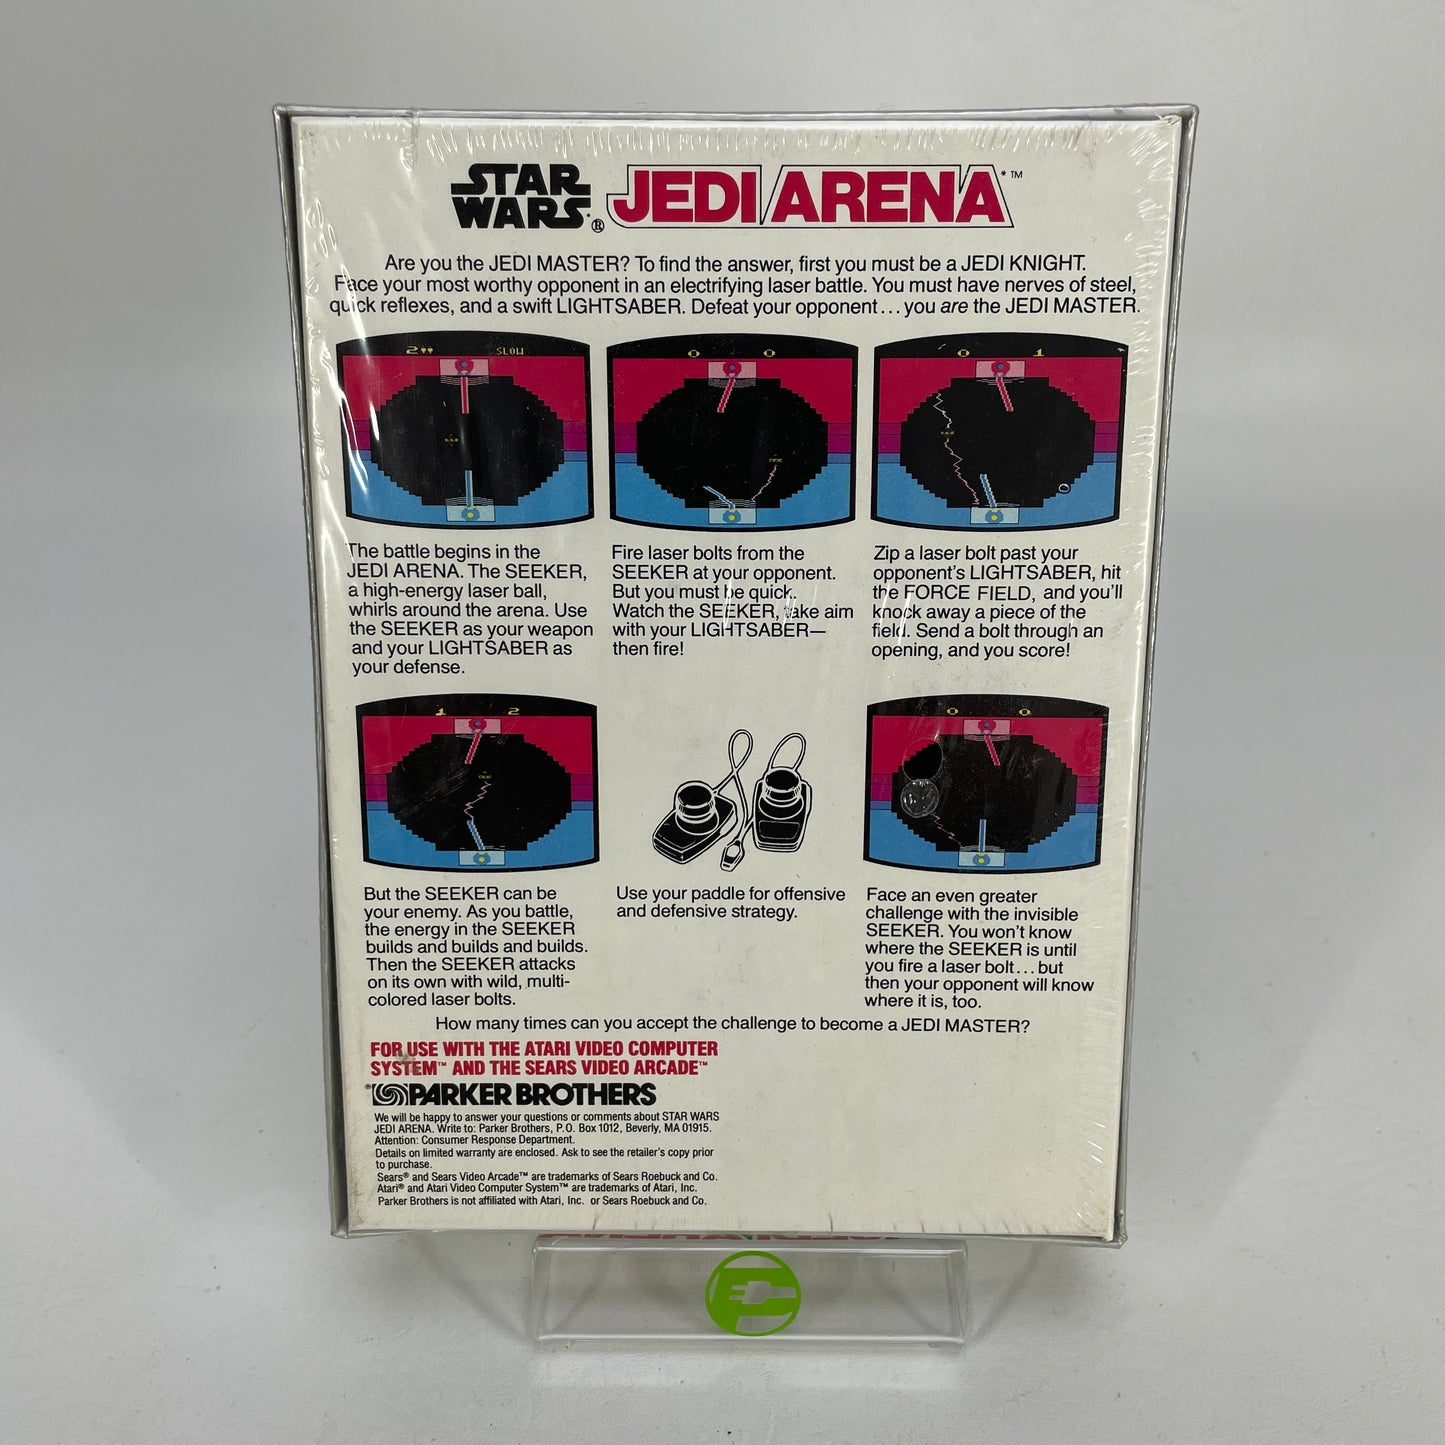 STAR WARS® JEDI ARENA*™
Are you the JEDI MASTER? To find the answer, first you must be a JEDI KNIGHT.
Face your most worthy opponent in an electrifying laser battle. You must have nerves of steel,
quick reflexes, and a swift LIGHTSABER. Defeat your opponent...you are the JEDI MASTER.
2 SLOW
0 0
0 1
The battle begins in the
JEDI ARENA. The SEEKER,
a high-energy laser ball,
whirls around the arena. Use
the SEEKER as your weapon
and your LIGHTSABER as
your defense.
Fire laser bolts from the
SEEKER at your opponent.
But you must be quick.
Watch the SEEKER, take aim
with your LIGHTSABER—
then fire!
Zip a laser bolt past your
opponent's LIGHTSABER, hit
the FORCE FIELD, and you'll
knock away a piece of the
field. Send a bolt through an
opening, and you score!
1 2
0 0
But the SEEKER can be
your enemy. As you battle,
the energy in the SEEKER
builds and builds and builds.
Then the SEEKER attacks
on its own with wild, multi-
colored laser bolts.
Use your paddle for offensive
and defensive strategy.
Face an even greater
challenge with the invisible
SEEKER. You won't know
where the SEEKER is until
you fire a laser bolt...but
then your opponent will know
where it is, too.
How many times can you accept the challenge to become a JEDI MASTER?
FOR USE WITH THE ATARI VIDEO COMPUTER
SYSTEM™ AND THE SEARS VIDEO ARCADE™
® PARKER BROTHERS
We will be happy to answer your questions or comments about STAR WARS
JEDI ARENA. Write to: Parker Brothers, P.O. Box 1012, Beverly, MA 01915.
Attention: Consumer Response Department.
Details on limited warranty are enclosed. Ask to see the retailer's copy prior
to purchase.
Sears® and Sears Video Arcade™ are trademarks of Sears Roebuck and Co.
Atari® and Atari Video Computer System™ are trademarks of Atari, Inc.
Parker Brothers is not affiliated with Atari, Inc. or Sears Roebuck and Co.